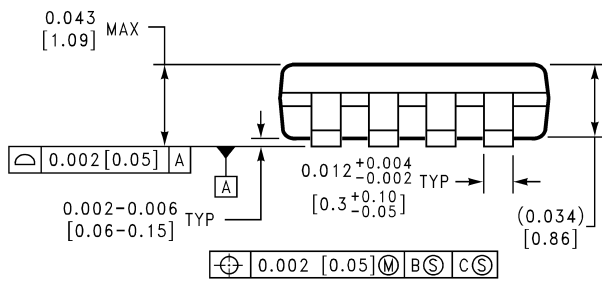 0.043
[1.09] MAX
⌓ 0.002[0.05] A
A
0.002-0.006
[0.06-0.15] TYP
0.012 +0.004 -0.002 TYP
[0.3 +0.10 -0.05]
(0.034)
[0.86]
⌖ 0.002 [0.05]Ⓜ BⓈ CⓈ